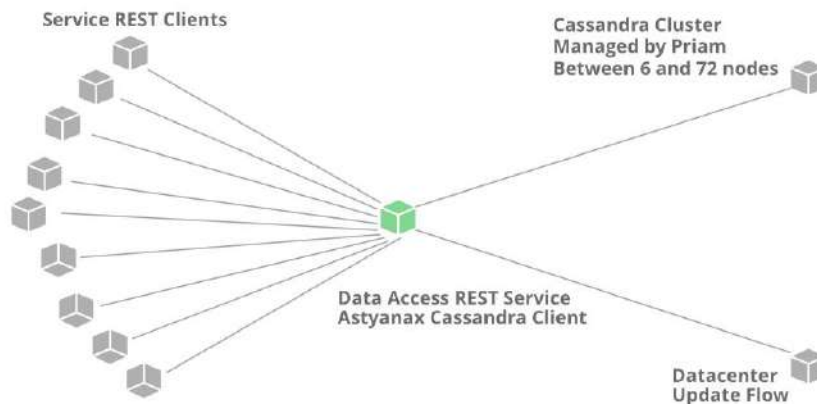 Service REST Clients
Cassandra Cluster
Managed by Priam
Between 6 and 72 nodes
Data Access REST Service
Astyanax Cassandra Client
Datacenter
Update Flow